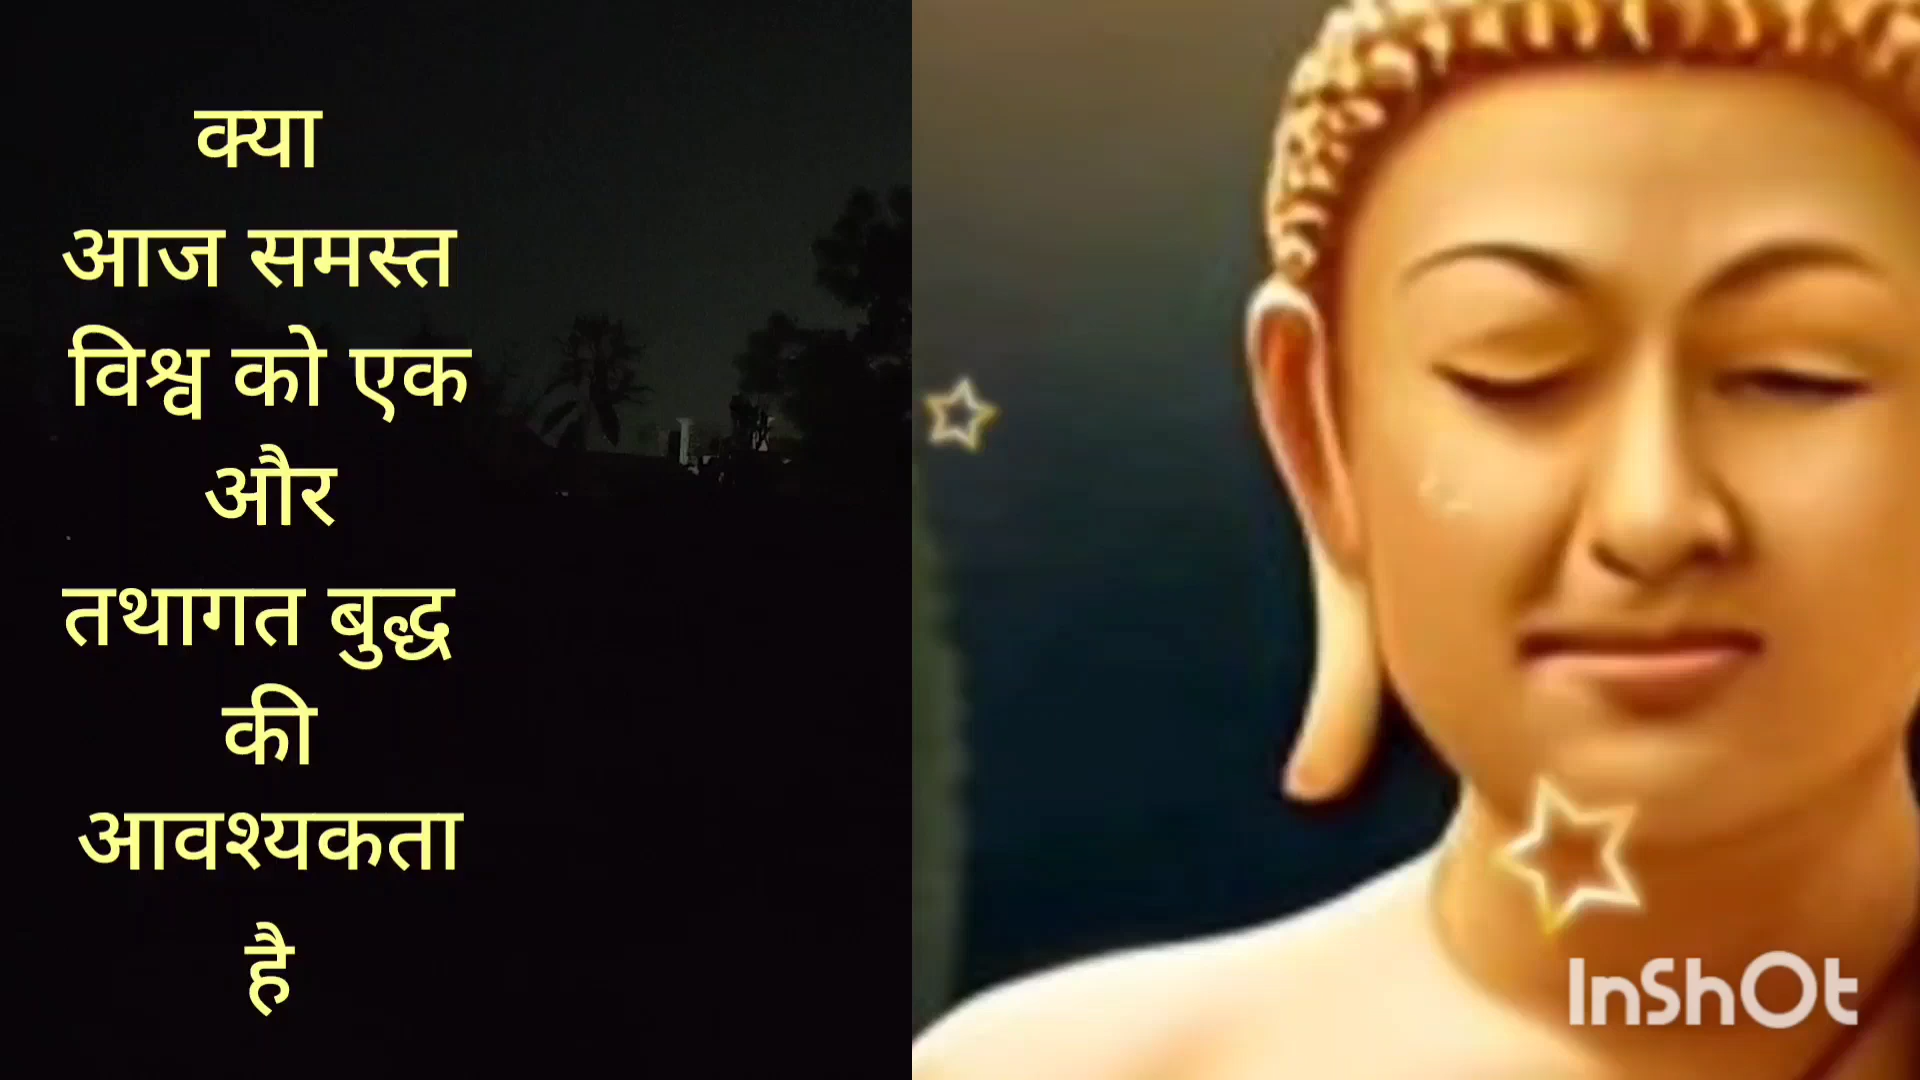 क्या
आज समस्त
विश्व को एक
और
तथागत बुद्ध
की
आवश्यकता
है
InShOt